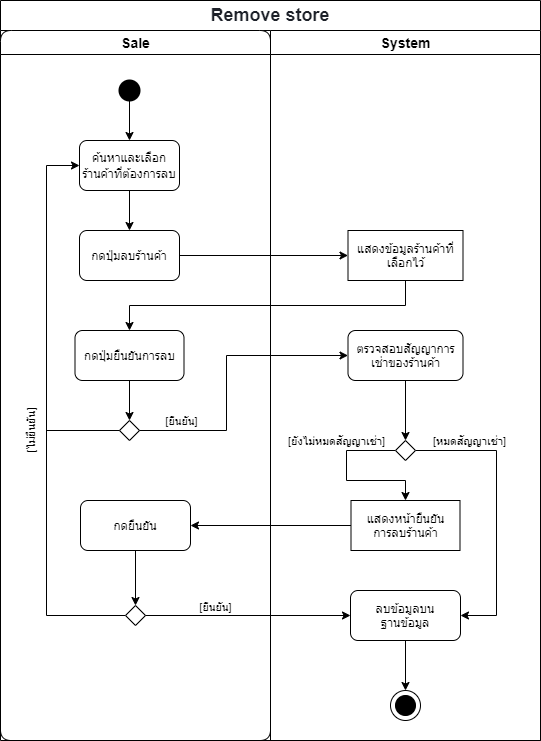 Remove store
Sale
System
ค้นหาและเลือก
ร้านค้าที่ต้องการลบ
กดปุ่มลบร้านค้า
แสดงข้อมูลร้านค้าที่
เลือกไว้
กดปุ่มยืนยันการลบ
ตรวจสอบสัญญาการ
เช่าของร้านค้า
[ไม่ยืนยัน]
[ยืนยัน]
[ยังไม่หมดสัญญาเช่า]
[หมดสัญญาเช่า]
กดยืนยัน
แสดงหน้ายืนยัน
การลบร้านค้า
[ยืนยัน]
ลบข้อมูลบน
ฐานข้อมูล